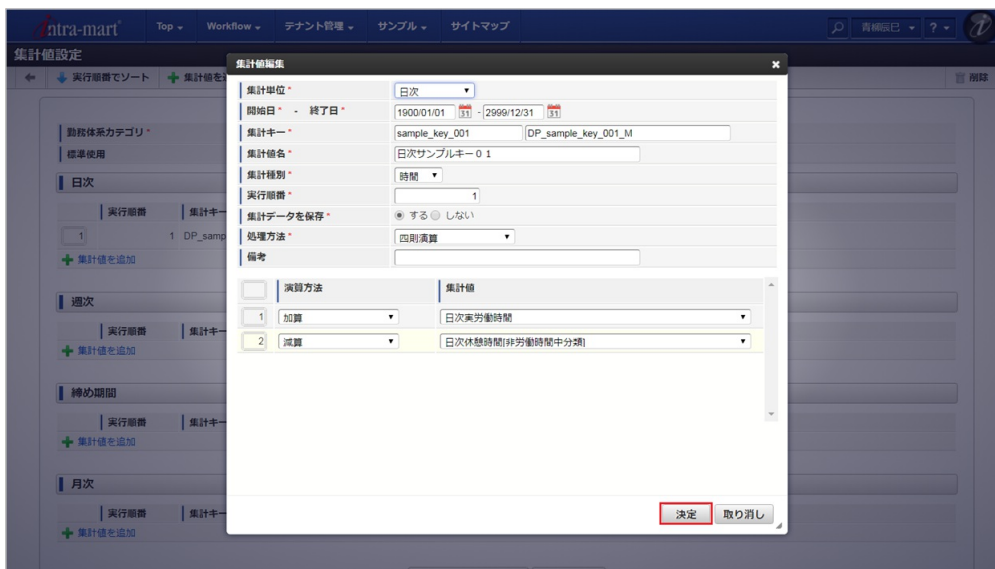 intra-mart Top Workflow テナント管理 サンプル サイトマップ 青柳辰巳 ?
集計値設定
実行順番でソート 集計値を 削除
勤務体系カテゴリ*
標準使用
日次
実行順番 集計キー
1 1 DP_samp
集計値を追加
週次
実行順番 集計キー
集計値を追加
締め期間
実行順番 集計キー
集計値を追加
月次
実行順番 集計キー
集計値を追加
集計値編集 ×
集計単位* 日次
開始日* - 終了日* 1900/01/01 31 - 2999/12/31 31
集計キー* sample_key_001 DP_sample_key_001_M
集計値名* 日次サンプルキー01
集計種別* 時間
実行順番* 1
集計データを保存* する しない
処理方法* 四則演算
備考
演算方法 集計値
1 加算 日次実労働時間
2 減算 日次休憩時間[非労働時間中分類]
決定 取り消し